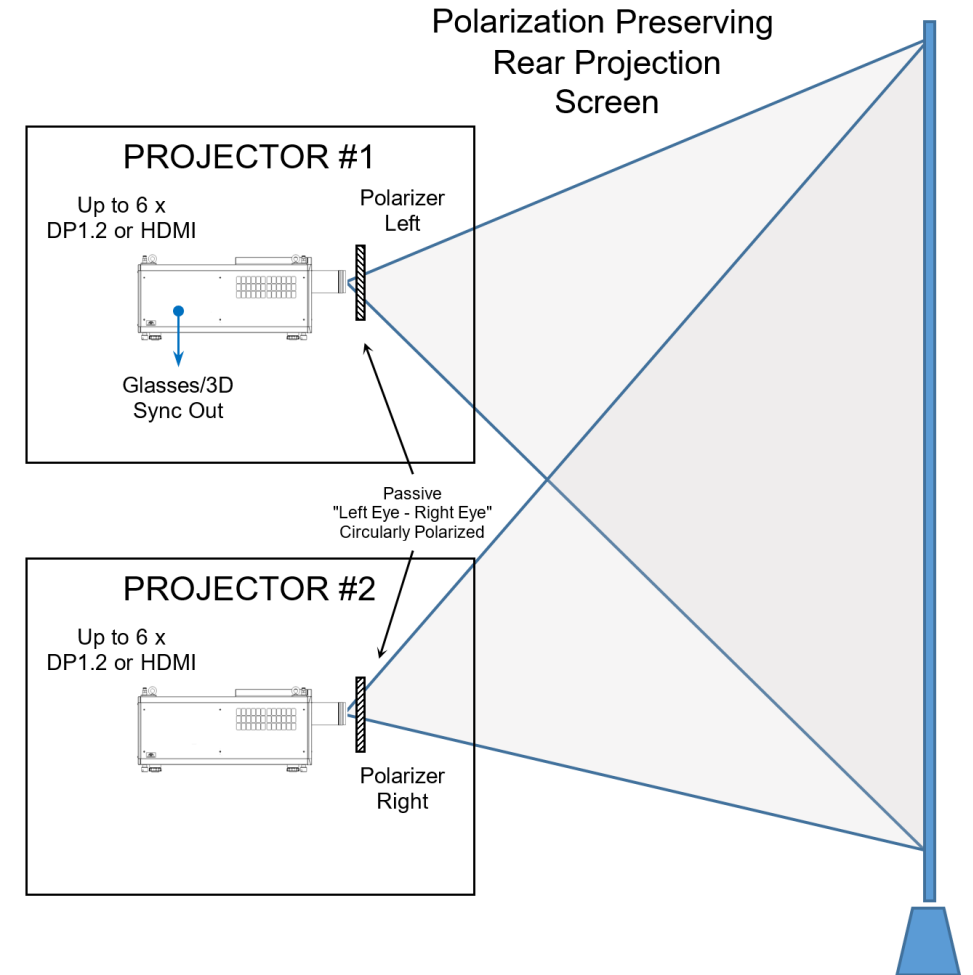 Polarization Preserving
Rear Projection
Screen
PROJECTOR #1
Up to 6 x
DP1.2 or HDMI
Polarizer
Left
Glasses/3D
Sync Out
Passive
"Left Eye - Right Eye"
Circularly Polarized
PROJECTOR #2
Up to 6 x
DP1.2 or HDMI
Polarizer
Right